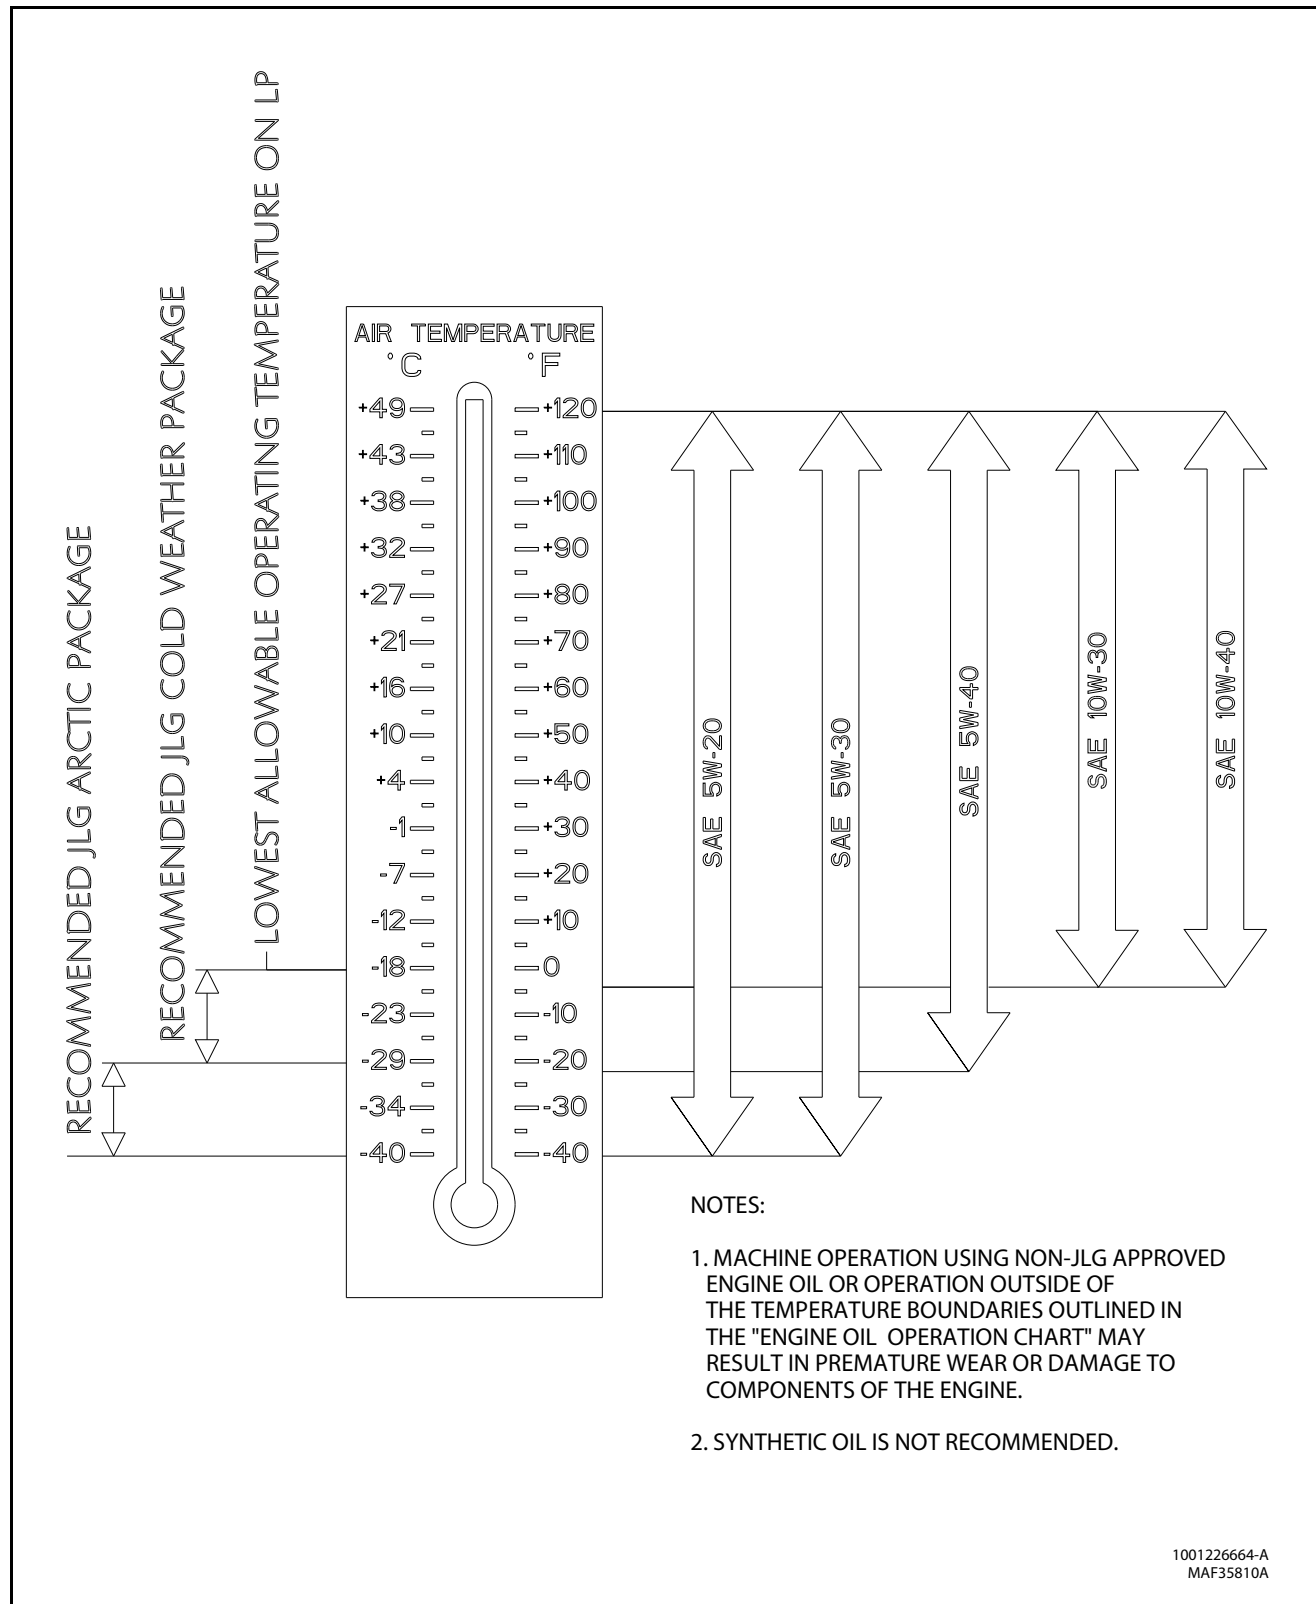 RECOMMENDED JLG ARCTIC PACKAGE
RECOMMENDED JLG COLD WEATHER PACKAGE
LOWEST ALLOWABLE OPERATING TEMPERATURE ON LP
AIR TEMPERATURE
°C °F
+49 +120
+43 +110
+38 +100
+32 +90
+27 +80
+21 +70
+16 +60
+10 +50
+4 +40
-1 +30
-7 +20
-12 +10
-18 0
-23 -10
-29 -20
-34 -30
-40 -40
SAE 5W-20
SAE 5W-30
SAE 5W-40
SAE 10W-30
SAE 10W-40
NOTES:
1. MACHINE OPERATION USING NON-JLG APPROVED
ENGINE OIL OR OPERATION OUTSIDE OF
THE TEMPERATURE BOUNDARIES OUTLINED IN
THE "ENGINE OIL OPERATION CHART" MAY
RESULT IN PREMATURE WEAR OR DAMAGE TO
COMPONENTS OF THE ENGINE.
2. SYNTHETIC OIL IS NOT RECOMMENDED.
1001226664-A
MAF35810A